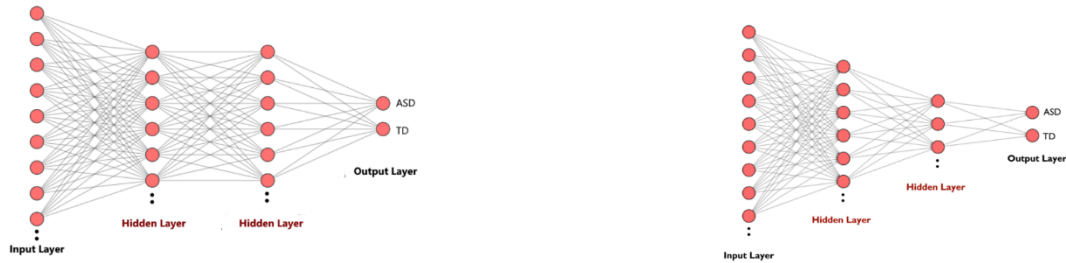 ASD
TD
Output Layer
Hidden Layer
Hidden Layer
Input Layer
ASD
TD
Output Layer
Hidden Layer
Hidden Layer
Input Layer